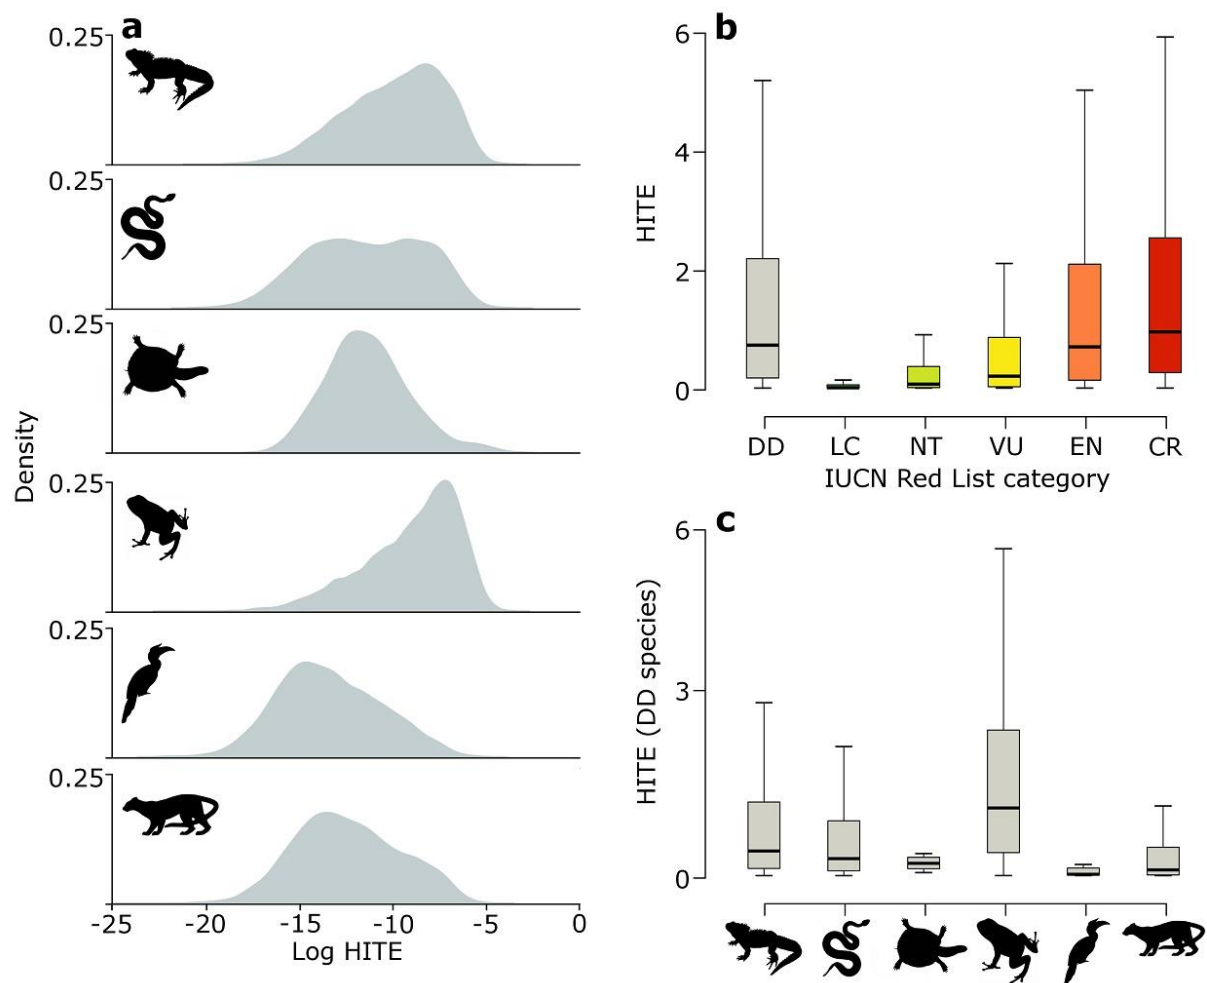 a
0.25
0.25
0.25
0.25
0.25
0.25
Density
-25 -20 -15 -10 -5 0
Log HITE
b
6
4
2
0
HITE
DD LC NT VU EN CR
IUCN Red List category
c
6
3
0
HITE (DD species)